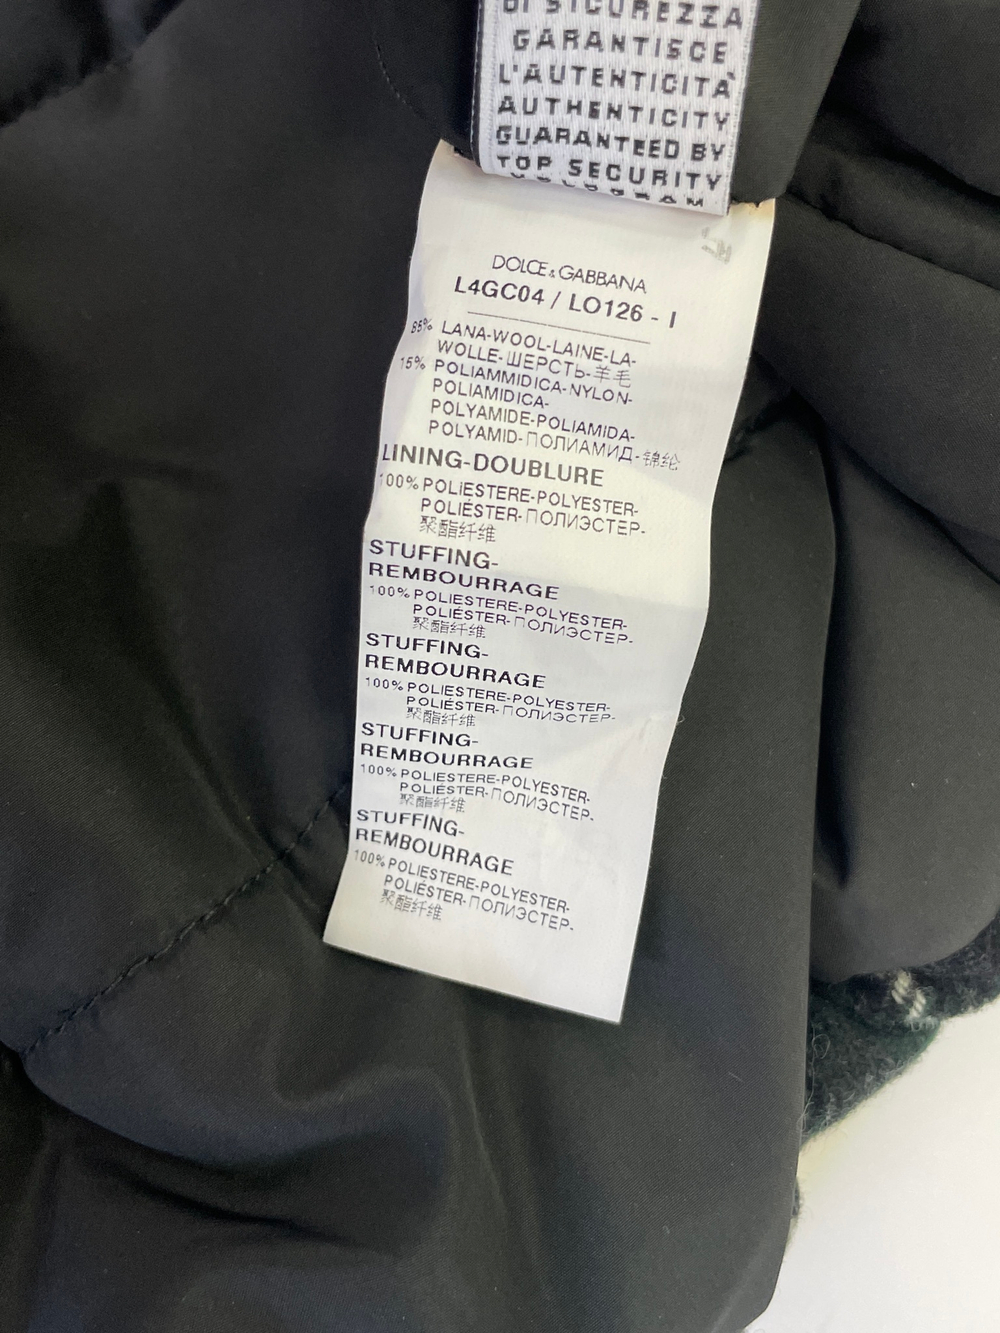 DI SICUREZZA
GARANTISCE
L'AUTENTICITÀ
AUTHENTICITY
GUARANTEED BY
TOP SECURITY
DOLCE & GABBANA
L4GC04 / LO126 - I
85% LANA-WOOL-LAINE-LA-
WOLLE-ШЕРСТЬ-羊毛
15% POLIAMMIDICA-NYLON-
POLIAMIDICA-
POLYAMIDE-POLIAMIDA-
POLYAMID-ПОЛИАМИД-锦纶
LINING-DOUBLURE
100% POLIESTERE-POLYESTER-
POLIÉSTER-ПОЛИЭСТЕР-
聚酯纤维
STUFFING-
REMBOURRAGE
100% POLIESTERE-POLYESTER-
POLIÉSTER-ПОЛИЭСТЕР-
聚酯纤维
STUFFING-
REMBOURRAGE
100% POLIESTERE-POLYESTER-
POLIÉSTER-ПОЛИЭСТЕР-
聚酯纤维
STUFFING-
REMBOURRAGE
100% POLIESTERE-POLYESTER-
POLIÉSTER-ПОЛИЭСТЕР-
聚酯纤维
STUFFING-
REMBOURRAGE
100% POLIESTERE-POLYESTER-
POLIÉSTER-ПОЛИЭСТЕР-
聚酯纤维